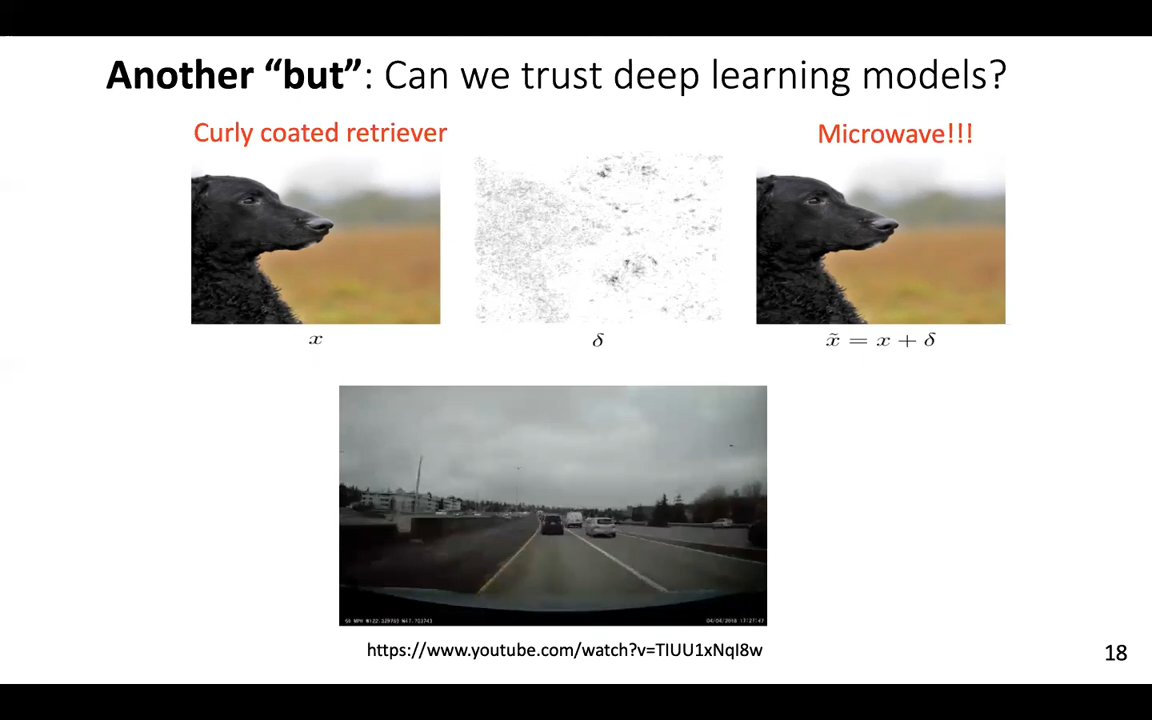 Another “but”: Can we trust deep learning models?
Curly coated retriever
Microwave!!!
x
δ
x̃ = x + δ
https://www.youtube.com/watch?v=TIUU1xNqI8w
18